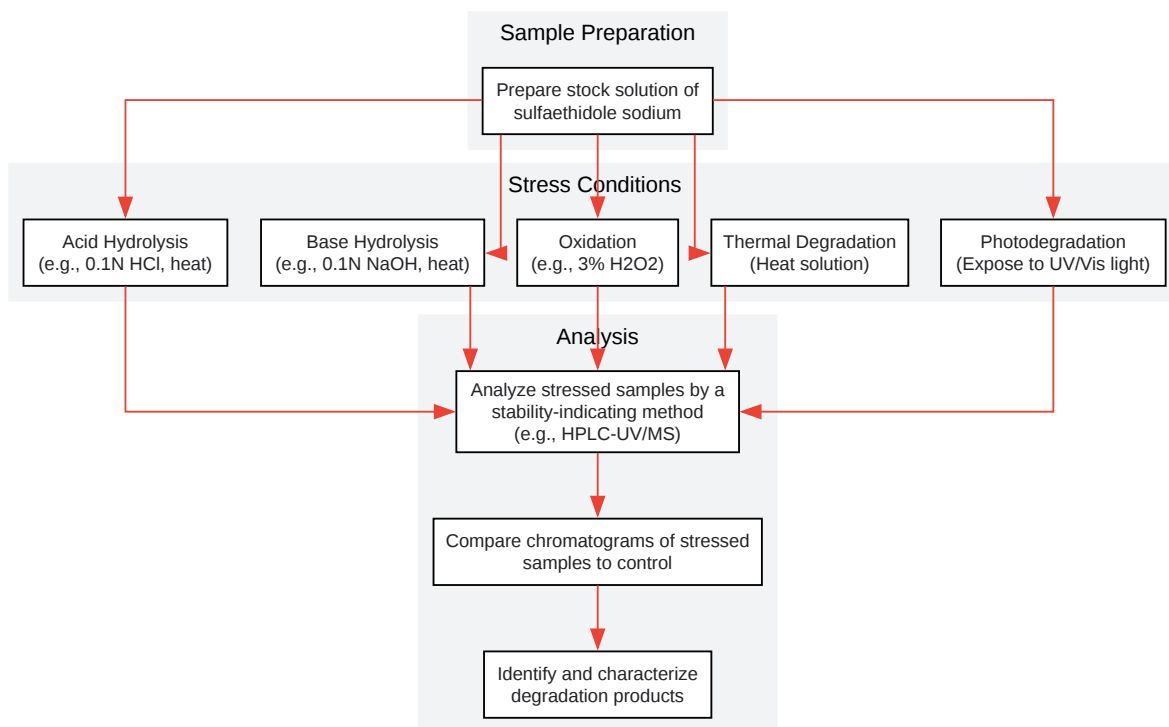 Sample Preparation
Prepare stock solution of
sulfaethidole sodium
Stress Conditions
Acid Hydrolysis
(e.g., 0.1N HCl, heat)
Base Hydrolysis
(e.g., 0.1N NaOH, heat)
Oxidation
(e.g., 3% H2O2)
Thermal Degradation
(Heat solution)
Photodegradation
(Expose to UV/Vis light)
Analysis
Analyze stressed samples by a
stability-indicating method
(e.g., HPLC-UV/MS)
Compare chromatograms of stressed
samples to control
Identify and characterize
degradation products